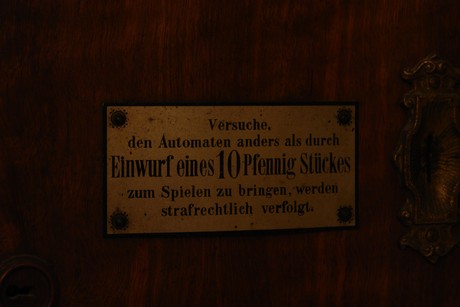 Versuche,
den Automaten anders als durch
Einwurf eines 10 Pfennig Stückes
zum Spielen zu bringen, werden
strafrechtlich verfolgt.